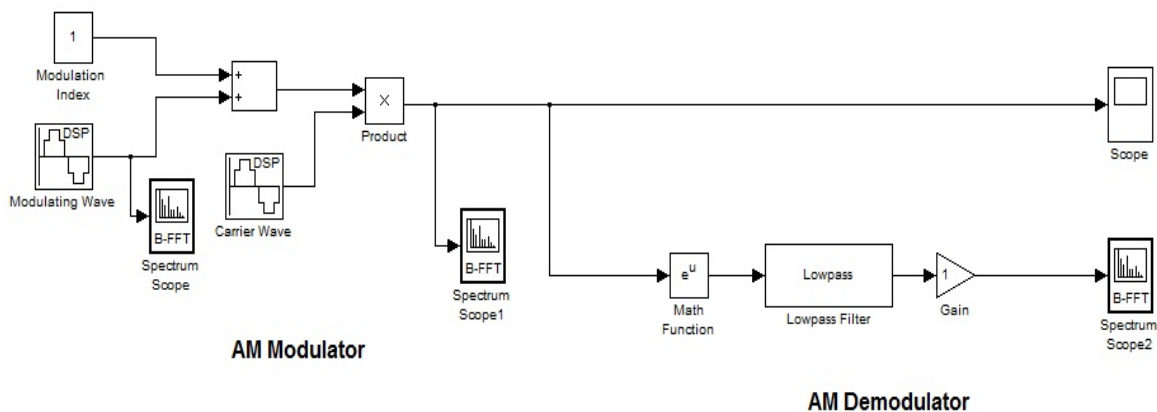 1
Modulation
Index
+
+
DSP
Modulating Wave
B-FFT
Spectrum
Scope
DSP
Carrier Wave
X
Product
B-FFT
Spectrum
Scope1
Scope
e^u
Math
Function
Lowpass
Lowpass Filter
1
Gain
B-FFT
Spectrum
Scope2
AM Modulator
AM Demodulator